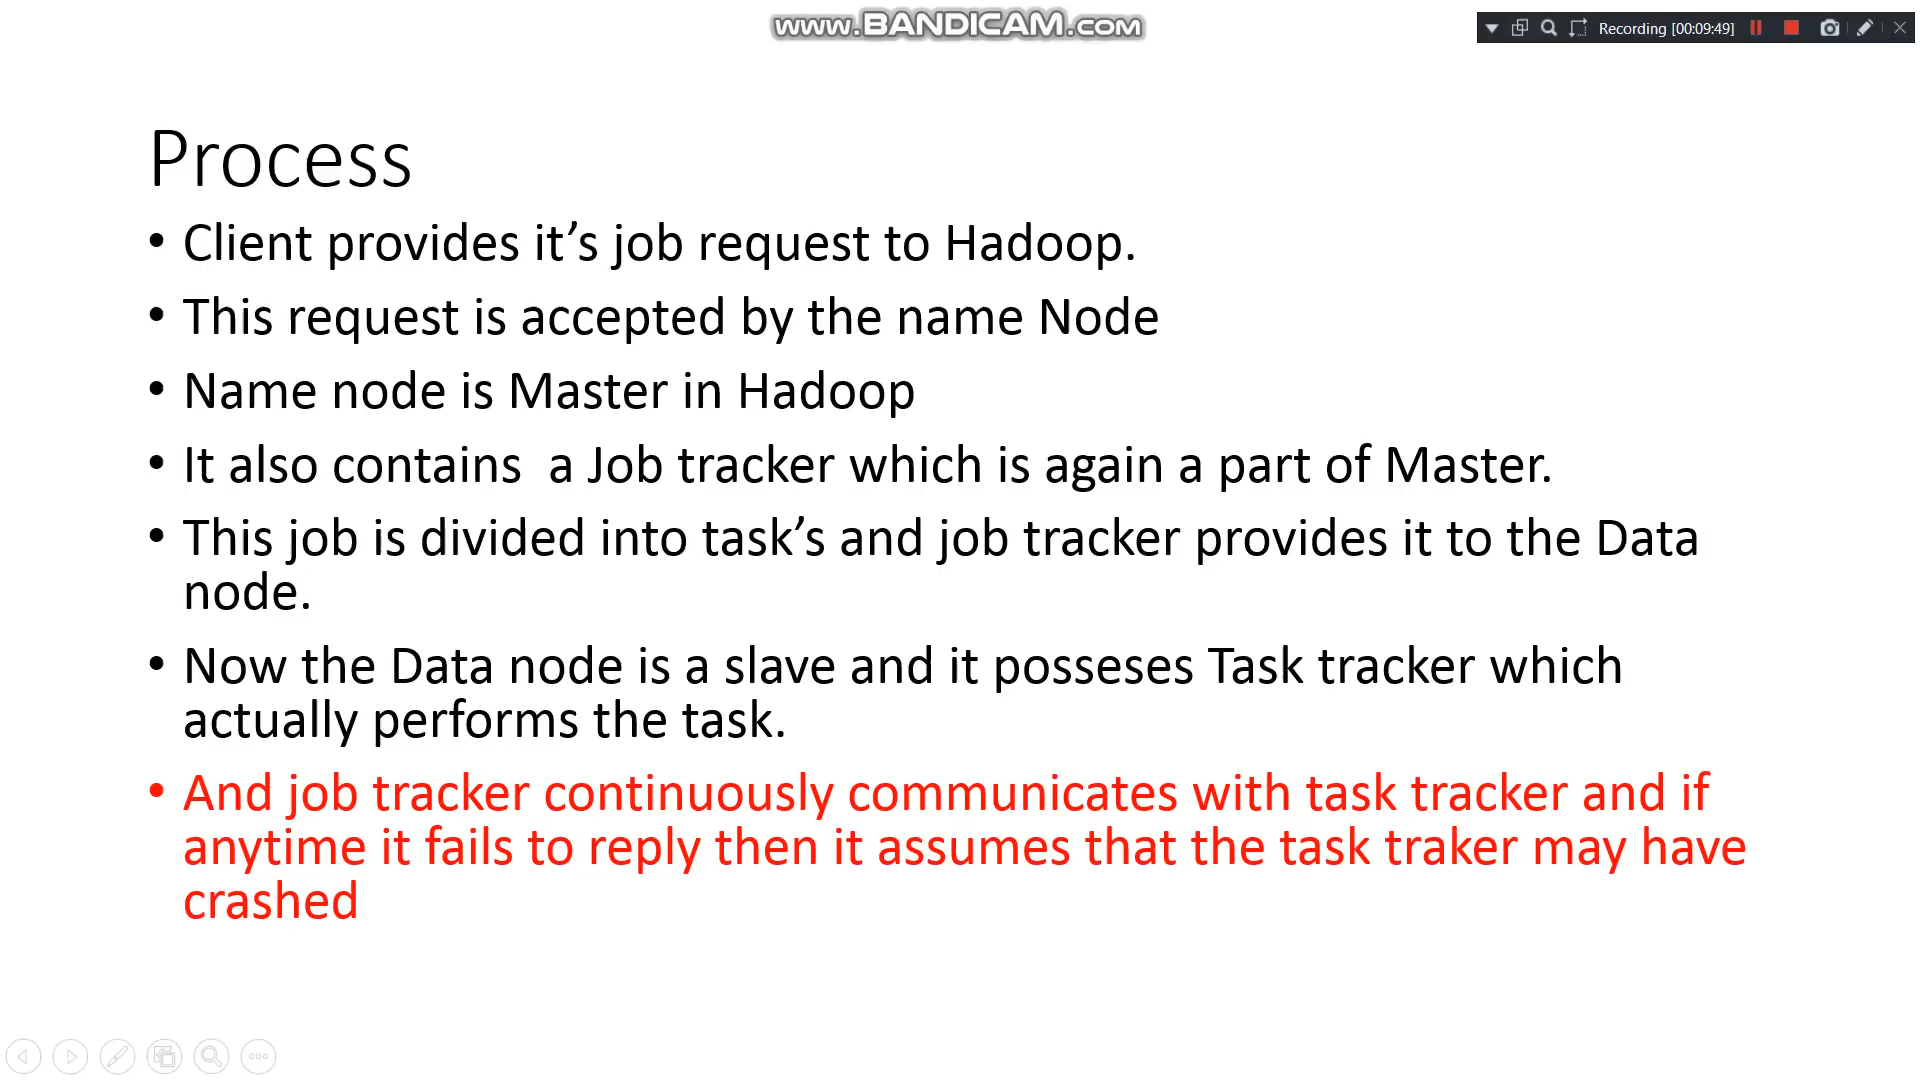 www.BANDICAM.com
Recording [00:09:49]
Process
• Client provides it’s job request to Hadoop.
• This request is accepted by the name Node
• Name node is Master in Hadoop
• It also contains  a Job tracker which is again a part of Master.
• This job is divided into task’s and job tracker provides it to the Data
node.
• Now the Data node is a slave and it posseses Task tracker which
actually performs the task.
• And job tracker continuously communicates with task tracker and if
anytime it fails to reply then it assumes that the task traker may have
crashed